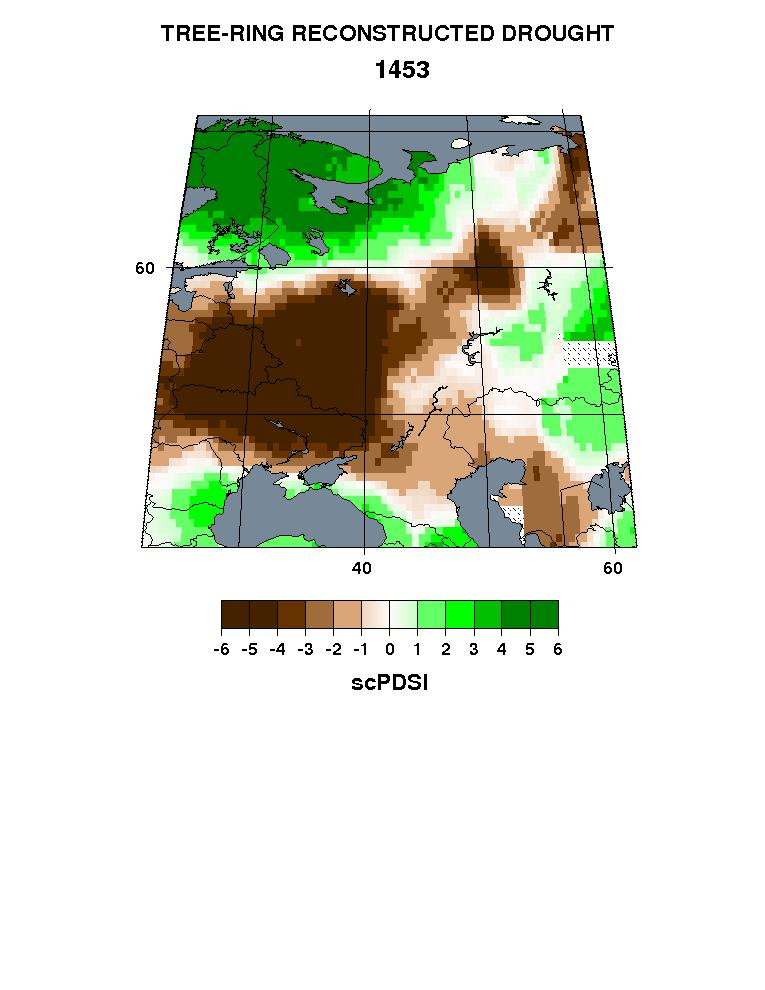 TREE-RING RECONSTRUCTED DROUGHT
1453
60
40 60
-6 -5 -4 -3 -2 -1 0 1 2 3 4 5 6
scPDSI